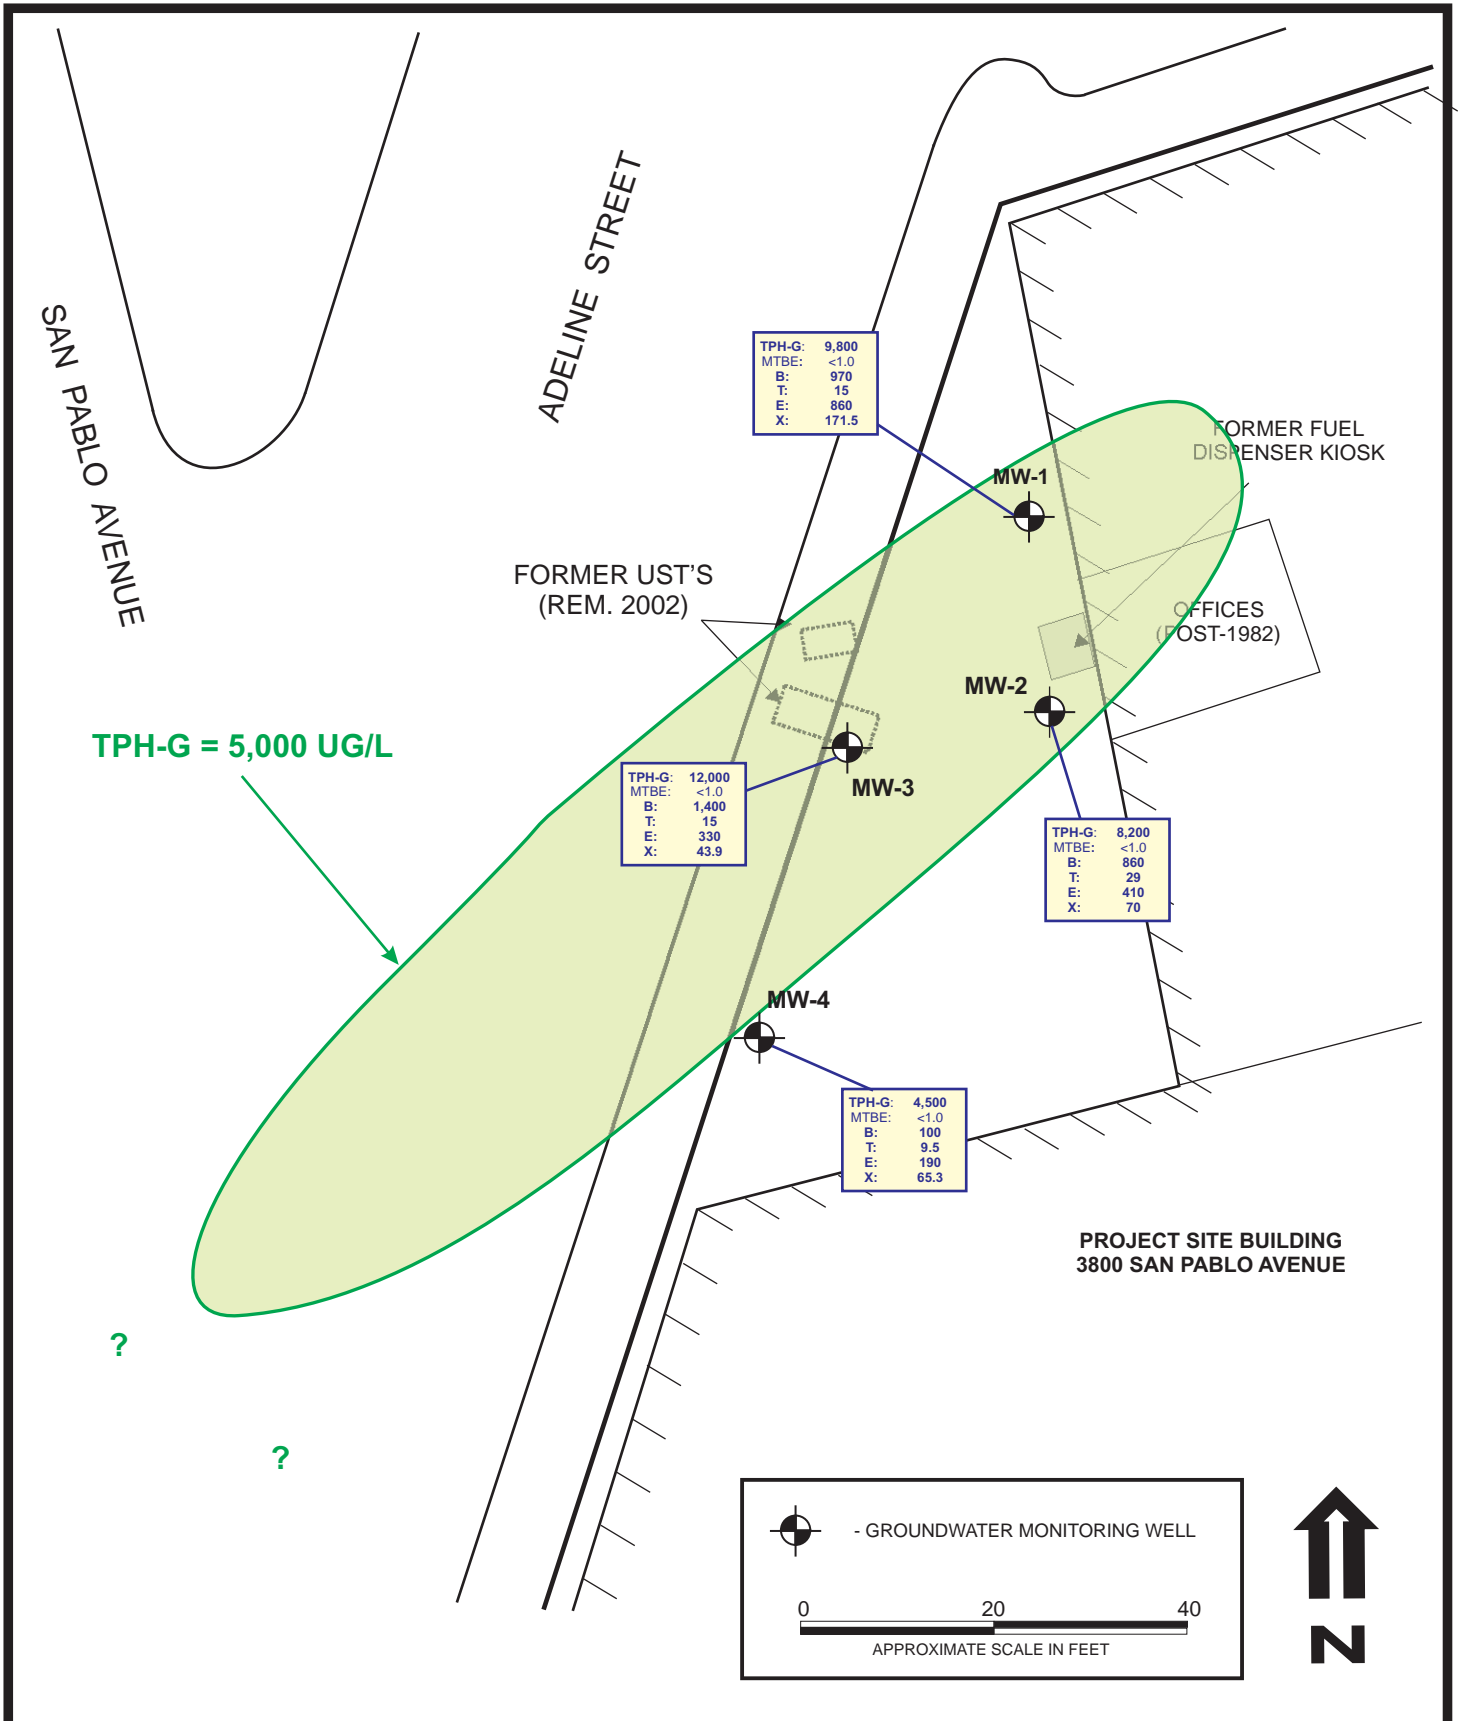 SAN PABLO AVENUE
ADELINE STREET
TPH-G: 9,800
MTBE: <1.0
B: 970
T: 15
E: 860
X: 171.5
FORMER FUEL
DISPENSER KIOSK
MW-1
FORMER UST'S
(REM. 2002)
OFFICES
(POST-1982)
MW-2
TPH-G = 5,000 UG/L
MW-3
TPH-G: 12,000
MTBE: <1.0
B: 1,400
T: 15
E: 330
X: 43.9
TPH-G: 8,200
MTBE: <1.0
B: 860
T: 29
E: 410
X: 70
MW-4
TPH-G: 4,500
MTBE: <1.0
B: 100
T: 9.5
E: 190
X: 65.3
PROJECT SITE BUILDING
3800 SAN PABLO AVENUE
?
?
- GROUNDWATER MONITORING WELL
0 20 40
APPROXIMATE SCALE IN FEET
N